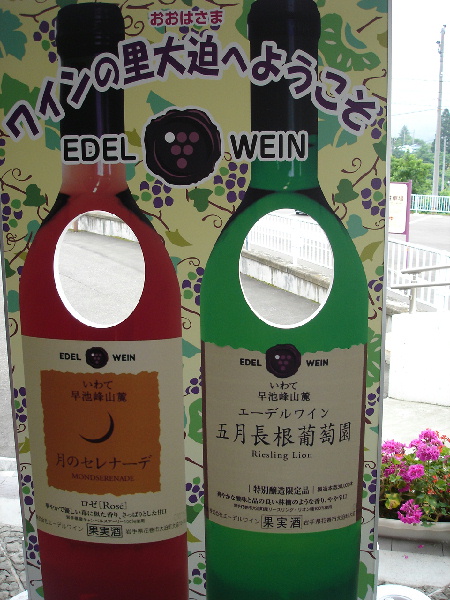 おおはさま
ワインの里大迫へようこそ
EDEL WEIN
EDEL WEIN
いわて
早池峰山麓
月のセレナーデ
MONDSERENADE
ロゼ [Rosé]
果実酒
EDEL WEIN
いわて
早池峰山麓
エーデルワイン
五月長根葡萄園
Riesling Lion
特別醸造限定品
果実酒